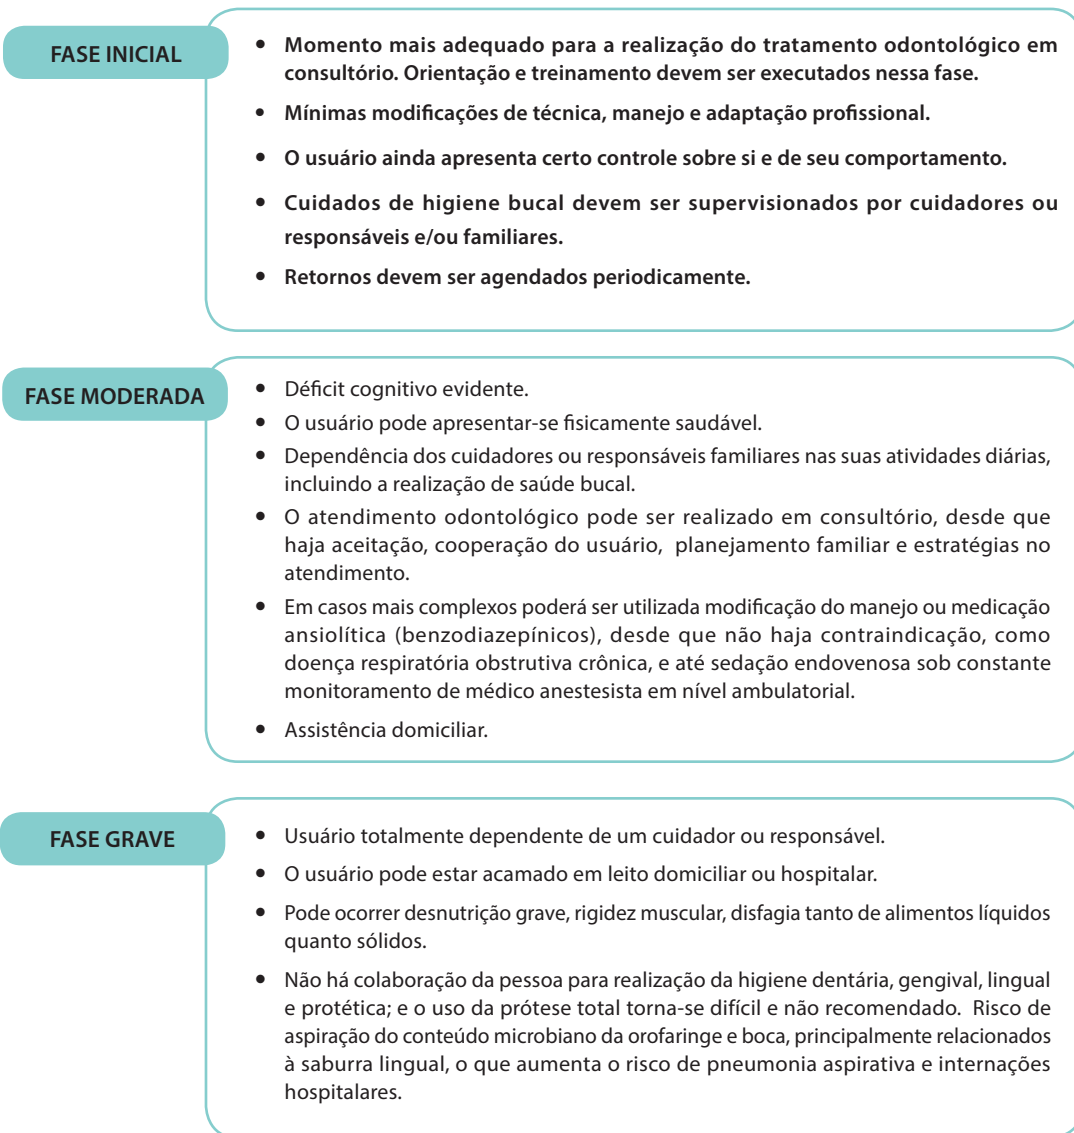 FASE INICIAL
• Momento mais adequado para a realização do tratamento odontológico em
consultório. Orientação e treinamento devem ser executados nessa fase.
• Mínimas modificações de técnica, manejo e adaptação profissional.
• O usuário ainda apresenta certo controle sobre si e de seu comportamento.
• Cuidados de higiene bucal devem ser supervisionados por cuidadores ou
responsáveis e/ou familiares.
• Retornos devem ser agendados periodicamente.
FASE MODERADA
• Déficit cognitivo evidente.
• O usuário pode apresentar-se fisicamente saudável.
• Dependência dos cuidadores ou responsáveis familiares nas suas atividades diárias,
incluindo a realização de saúde bucal.
• O atendimento odontológico pode ser realizado em consultório, desde que
haja aceitação, cooperação do usuário, planejamento familiar e estratégias no
atendimento.
• Em casos mais complexos poderá ser utilizada modificação do manejo ou medicação
ansiolítica (benzodiazepínicos), desde que não haja contraindicação, como
doença respiratória obstrutiva crônica, e até sedação endovenosa sob constante
monitoramento de médico anestesista em nível ambulatorial.
• Assistência domiciliar.
FASE GRAVE
• Usuário totalmente dependente de um cuidador ou responsável.
• O usuário pode estar acamado em leito domiciliar ou hospitalar.
• Pode ocorrer desnutrição grave, rigidez muscular, disfagia tanto de alimentos líquidos
quanto sólidos.
• Não há colaboração da pessoa para realização da higiene dentária, gengival, lingual
e protética; e o uso da prótese total torna-se difícil e não recomendado. Risco de
aspiração do conteúdo microbiano da orofaringe e boca, principalmente relacionados
à saburra lingual, o que aumenta o risco de pneumonia aspirativa e internações
hospitalares.